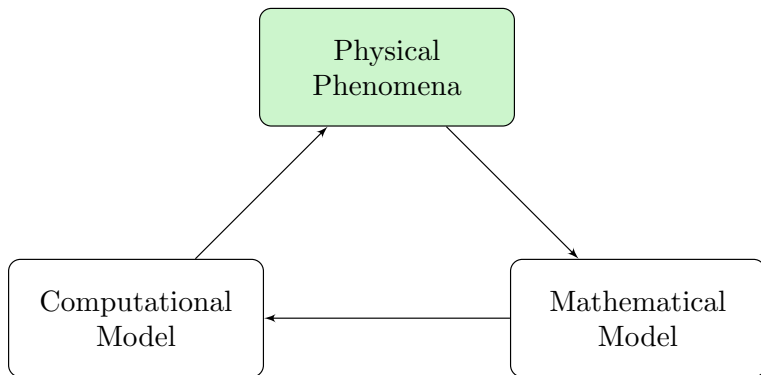 Physical
Phenomena
Computational
Model
Mathematical
Model